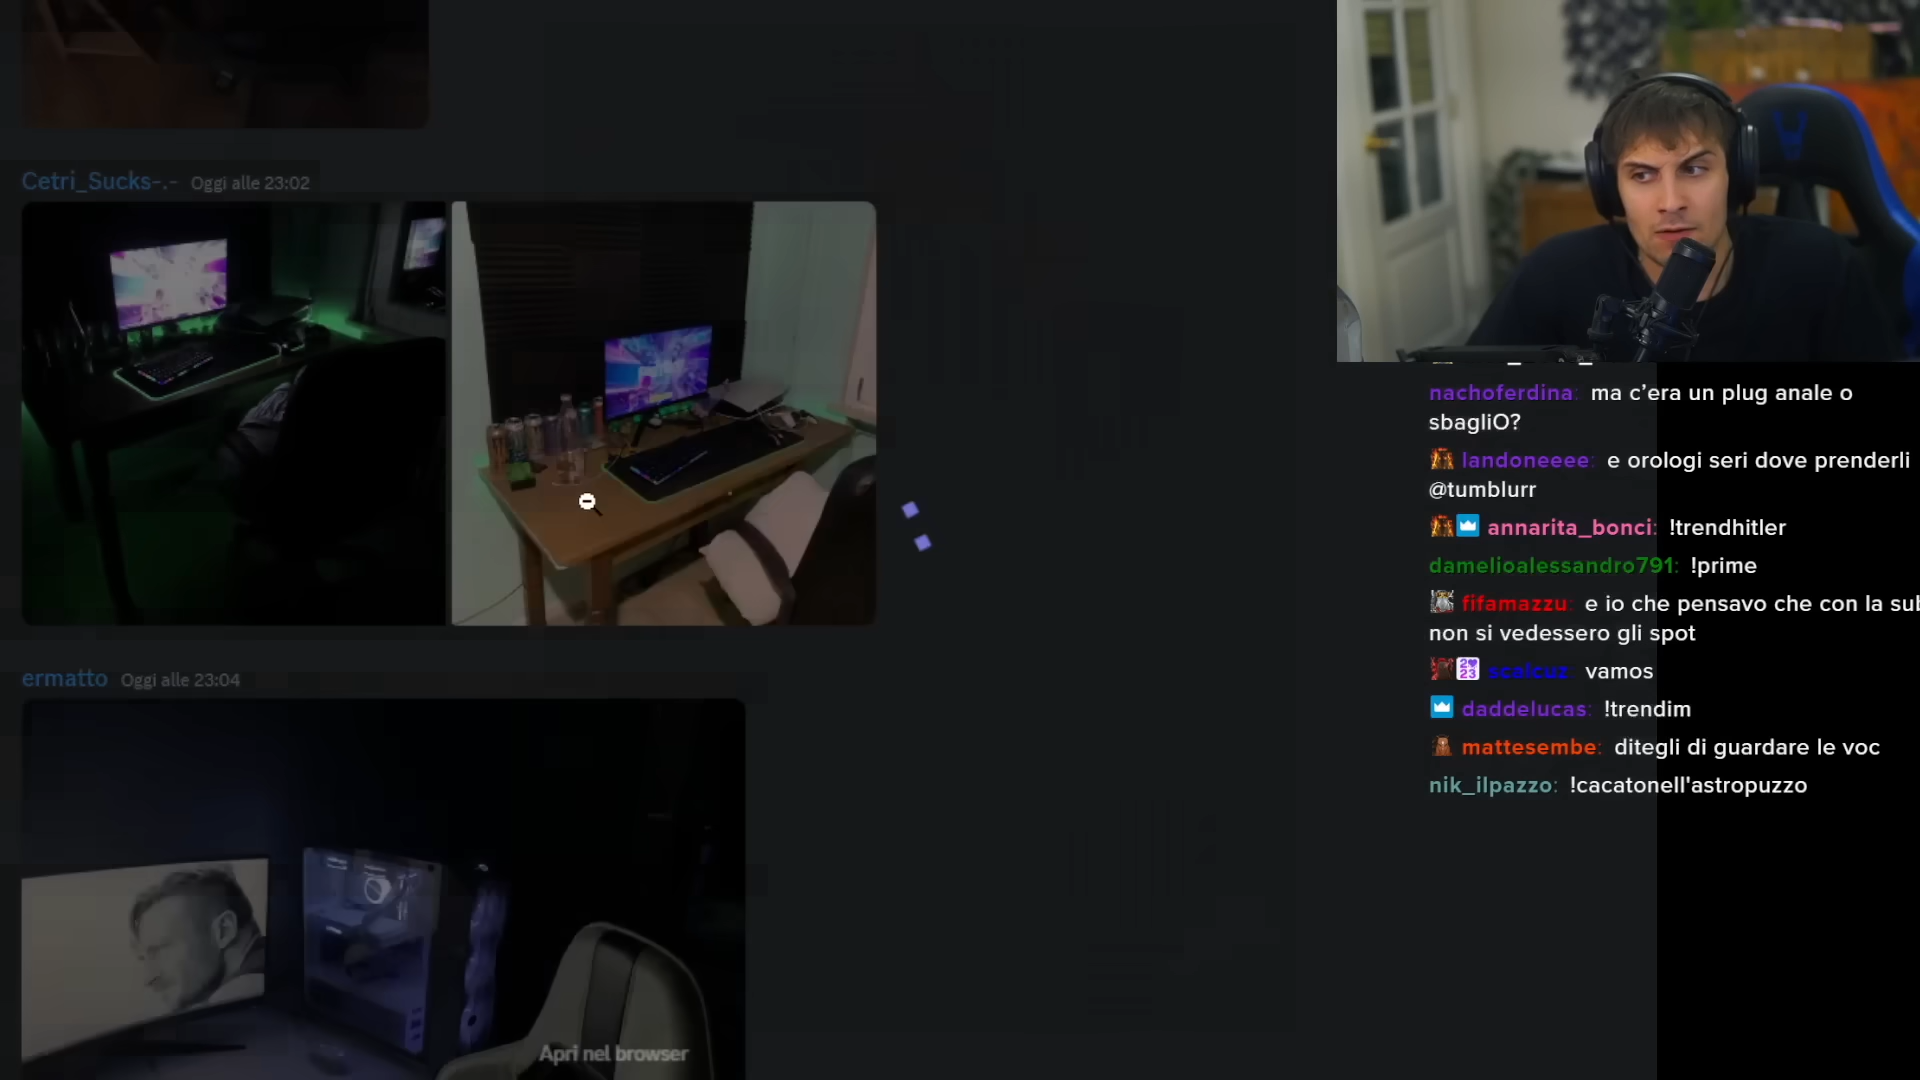 Cetri_Sucks-.- Oggi alle 23:02
ermatto Oggi alle 23:04
Apri nel browser
nachoferdina: ma c’era un plug anale o
sbagliO?
landoneeee: e orologi seri dove prenderli
@tumblurr
annarita_bonci: !trendhitler
damelioalessandro791: !prime
fifamazzu: e io che pensavo che con la sub
non si vedessero gli spot
scalcuz: vamos
daddelucas: !trendim
mattesembe: ditegli di guardare le voc
nik_ilpazzo: !cacatonell'astropuzzo